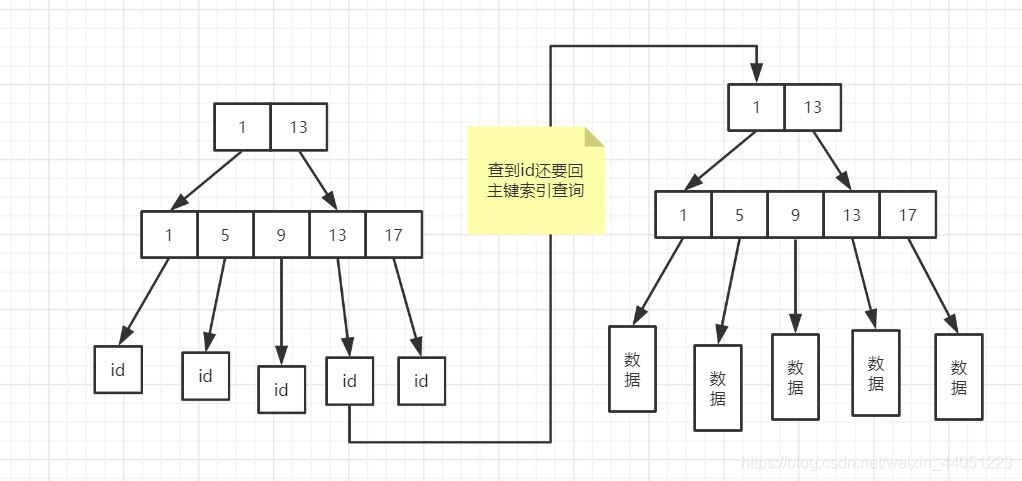 1 13
1 5 9 13 17
id id id id id
查到id还要回
主键索引查询
1 13
1 5 9 13 17
数据 数据 数据 数据 数据
https://blog.csdn.net/weixin_44051223